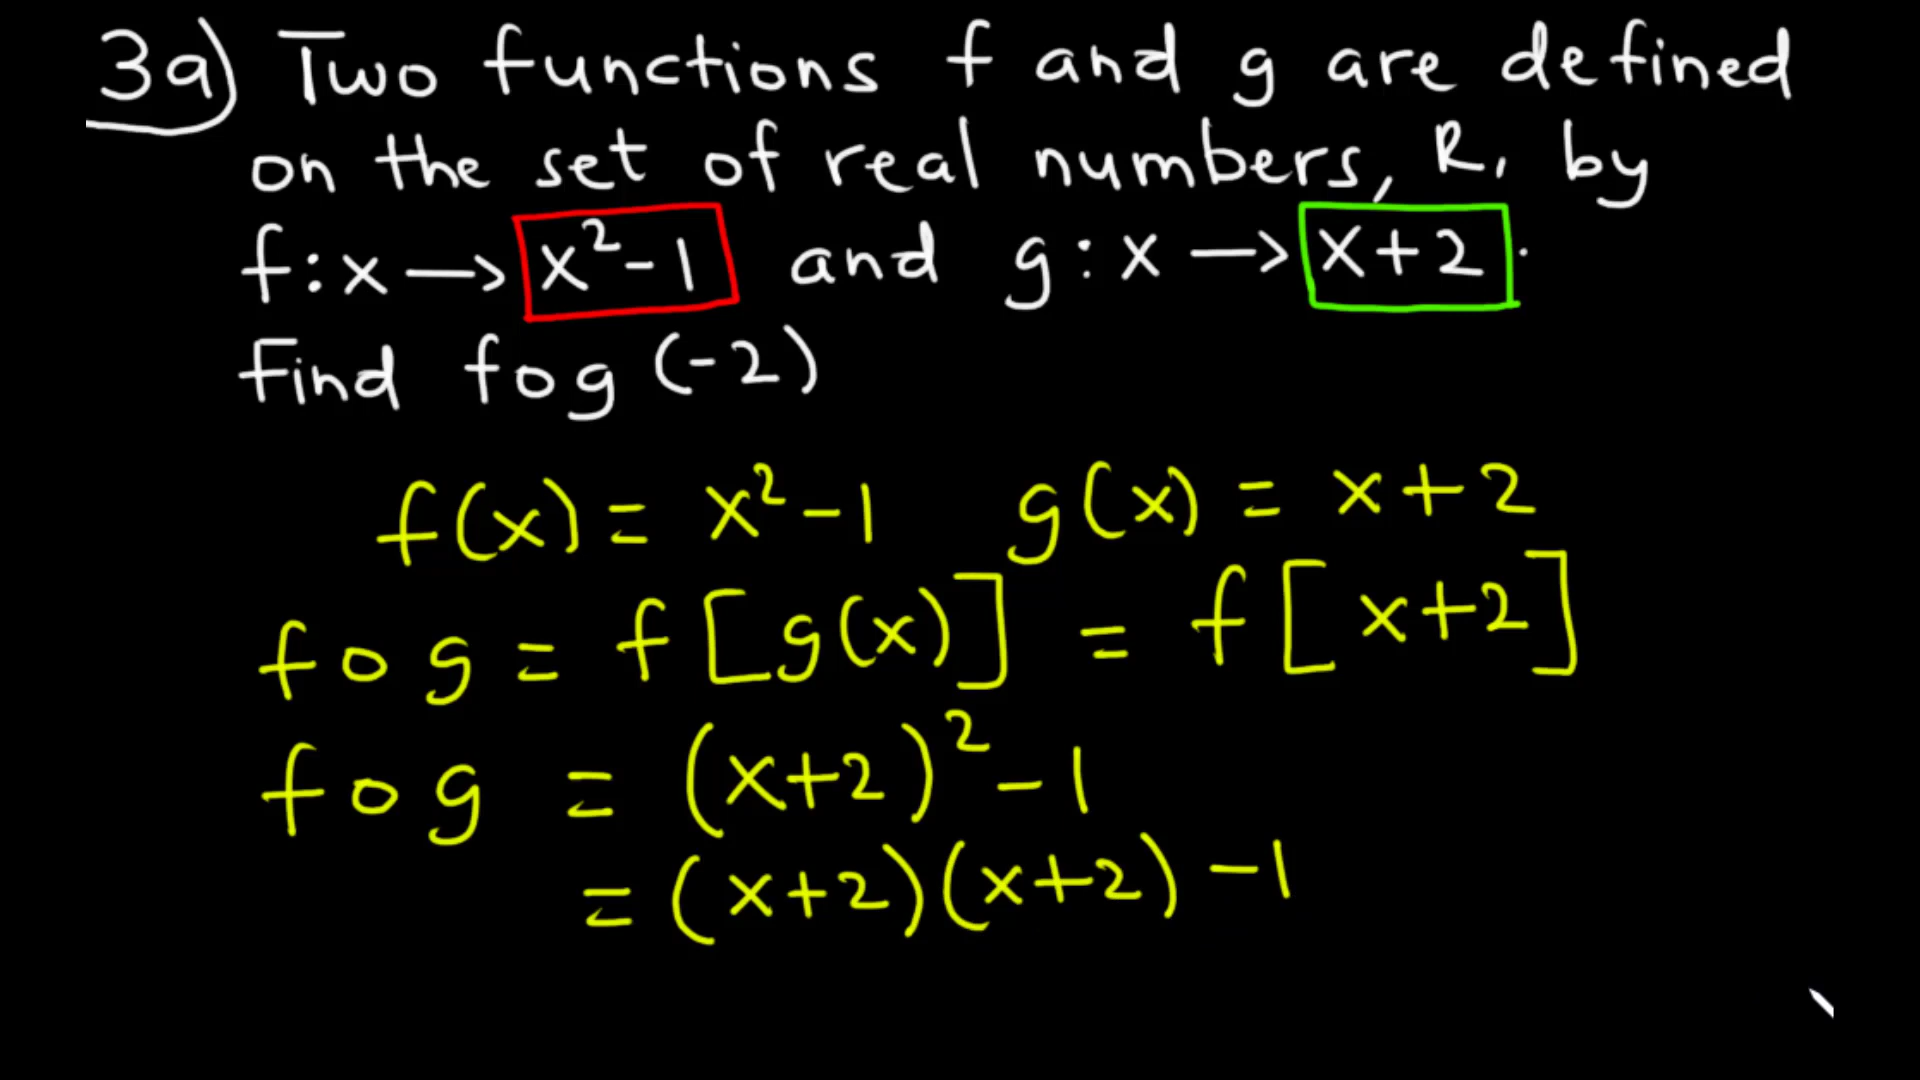 3a) Two functions f and g are defined
on the set of real numbers, R, by
f:x→x²-1 and g:x→x+2.
Find fog(-2)
f(x)=x²-1 g(x)=x+2
fog=f[g(x)]=f[x+2]
fog=(x+2)²-1
=(x+2)(x+2)-1